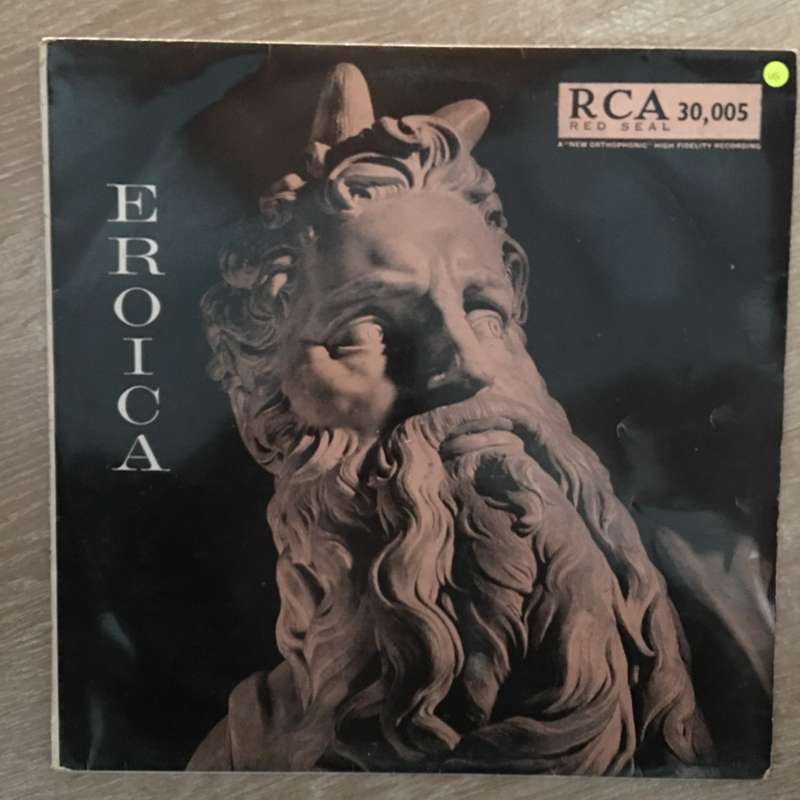 RCA 30,005
RED SEAL
A "NEW ORTHOPHONIC" HIGH FIDELITY RECORDING
EROICA